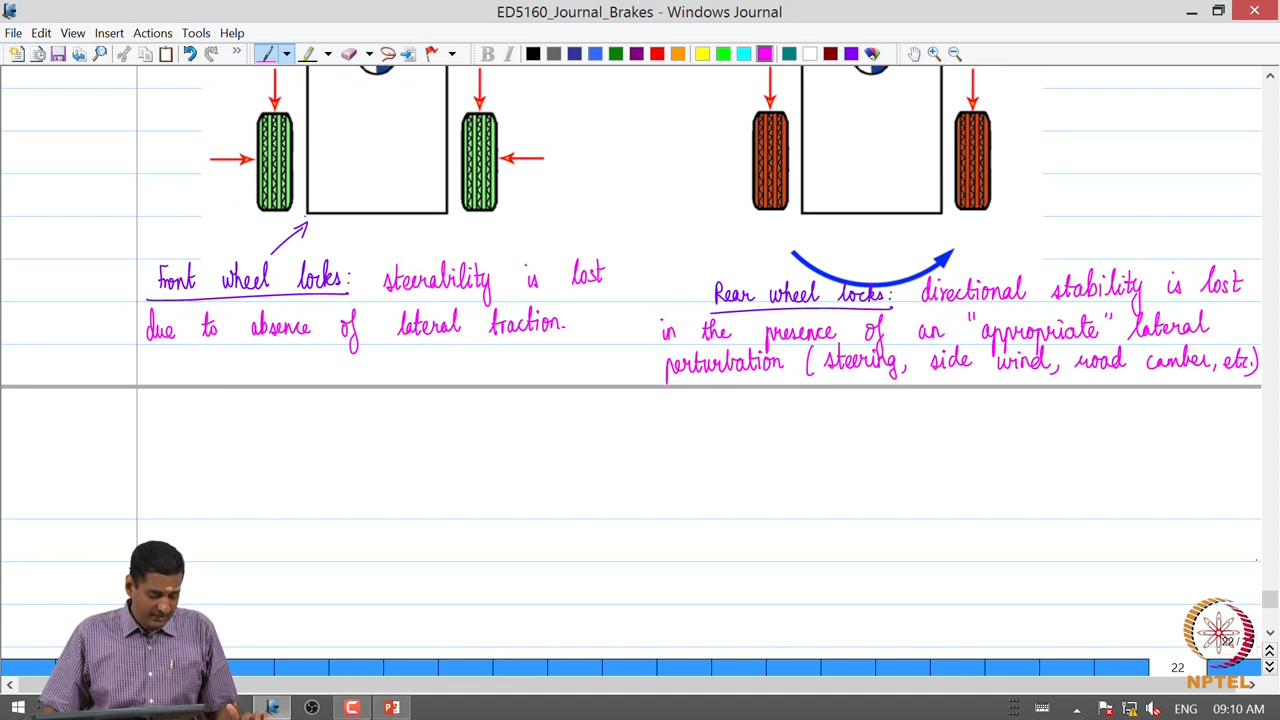 ED5160_Journal_Brakes - Windows Journal
File Edit View Insert Actions Tools Help
Front wheel locks: steerability is lost
due to absence of lateral traction.
Rear wheel locks: directional stability is lost
in the presence of an "appropriate" lateral
perturbation (steering, side wind, road camber, etc.)
22 /
22
NPTEL
ENG 09:10 AM